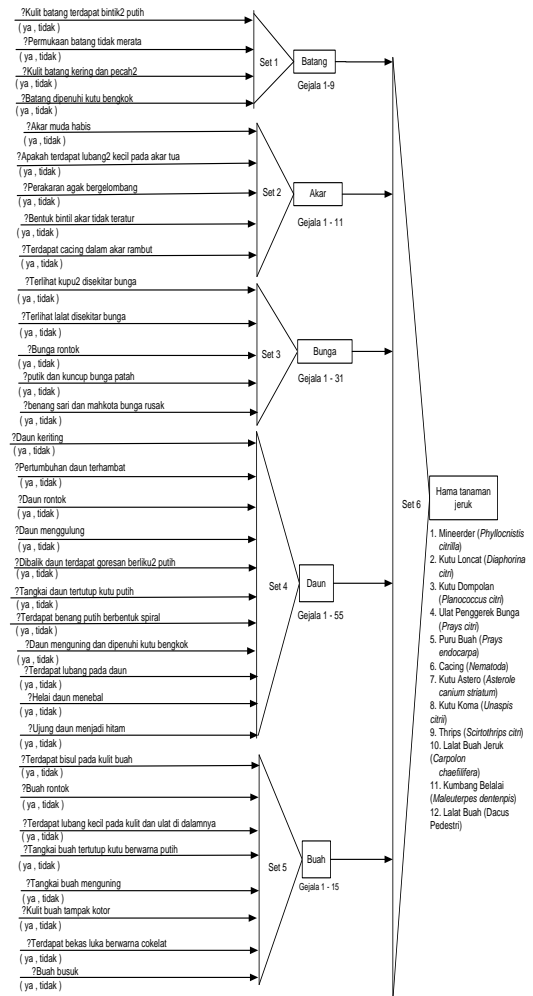 ?Kulit batang terdapat bintik2 putih
( ya , tidak )
?Permukaan batang tidak merata
( ya , tidak )
?Kulit batang kering dan pecah2
( ya , tidak )
?Batang dipenuhi kutu bengkok
( ya , tidak )
Set 1
Batang
Gejala 1-9
?Akar muda habis
( ya , tidak )
?Apakah terdapat lubang2 kecil pada akar tua
( ya , tidak )
?Perakaran agak bergelombang
( ya , tidak )
?Bentuk bintil akar tidak teratur
( ya , tidak )
?Terdapat cacing dalam akar rambut
( ya , tidak )
Set 2
Akar
Gejala 1 - 11
?Terlihat kupu2 disekitar bunga
( ya , tidak )
?Terlihat lalat disekitar bunga
( ya , tidak )
?Bunga rontok
( ya , tidak )
?putik dan kuncup bunga patah
( ya , tidak )
?benang sari dan mahkota bunga rusak
( ya , tidak )
Set 3
Bunga
Gejala 1 - 31
?Daun keriting
( ya , tidak )
?Pertumbuhan daun terhambat
( ya , tidak )
?Daun rontok
( ya , tidak )
?Daun menggulung
( ya , tidak )
?Dibalik daun terdapat goresan berliku2 putih
( ya , tidak )
?Tangkai daun tertutup kutu putih
( ya , tidak )
?Terdapat benang putih berbentuk spiral
( ya , tidak )
?Daun menguning dan dipenuhi kutu bengkok
( ya , tidak )
?Terdapat lubang pada daun
( ya , tidak )
?Helai daun menebal
( ya , tidak )
?Ujung daun menjadi hitam
( ya , tidak )
Set 4
Daun
Gejala 1 - 55
?Terdapat bisul pada kulit buah
( ya , tidak )
?Buah rontok
( ya , tidak )
?Terdapat lubang kecil pada kulit dan ulat di dalamnya
( ya , tidak )
?Tangkai buah tertutup kutu berwarna putih
( ya , tidak )
?Tangkai buah menguning
( ya , tidak )
?Kulit buah tampak kotor
( ya , tidak )
?Terdapat bekas luka berwarna cokelat
( ya , tidak )
?Buah busuk
( ya , tidak )
Set 5
Buah
Gejala 1 - 15
Set 6
Hama tanaman
jeruk
1. Mineerder (Phyllocnistis
citrilla)
2. Kutu Loncat (Diaphorina
citri)
3. Kutu Dompolan
(Planococcus citri)
4. Ulat Penggerek Bunga
(Prays citri)
5. Puru Buah (Prays
endocarpa)
6. Cacing (Nematoda)
7. Kutu Astero (Asterole
canium striatum)
8. Kutu Koma (Unaspis
citrii)
9. Thrips (Scirtothrips citri)
10. Lalat Buah Jeruk
(Carpolon
chaefilifera)
11. Kumbang Belalai
(Maleuterpes dentenpis)
12. Lalat Buah (Dacus
Pedestri)